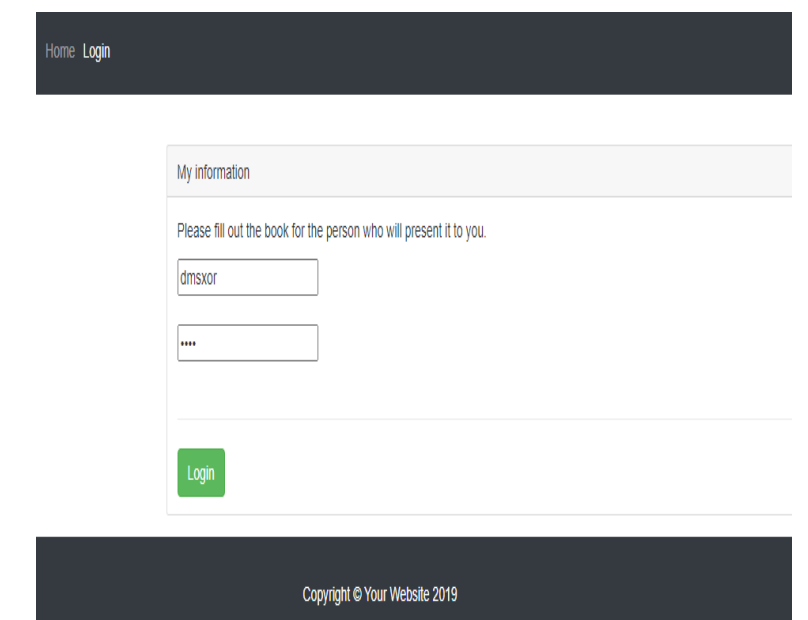 Home Login
My information
Please fill out the book for the person who will present it to you.
dmsxor
••••
Login
Copyright © Your Website 2019